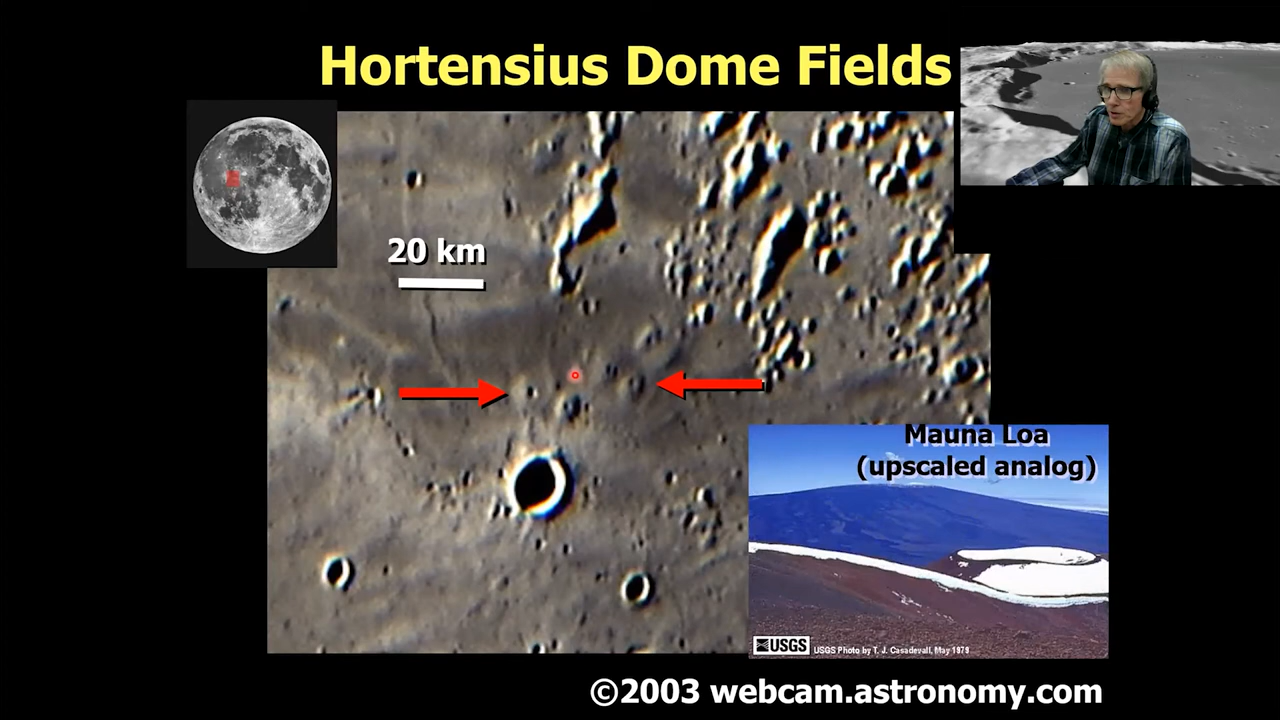 Hortensius Dome Fields
20 km
Mauna Loa
(upscaled analog)
USGS
USGS Photo by T. J. Casadevall, May 1979
©2003 webcam.astronomy.com